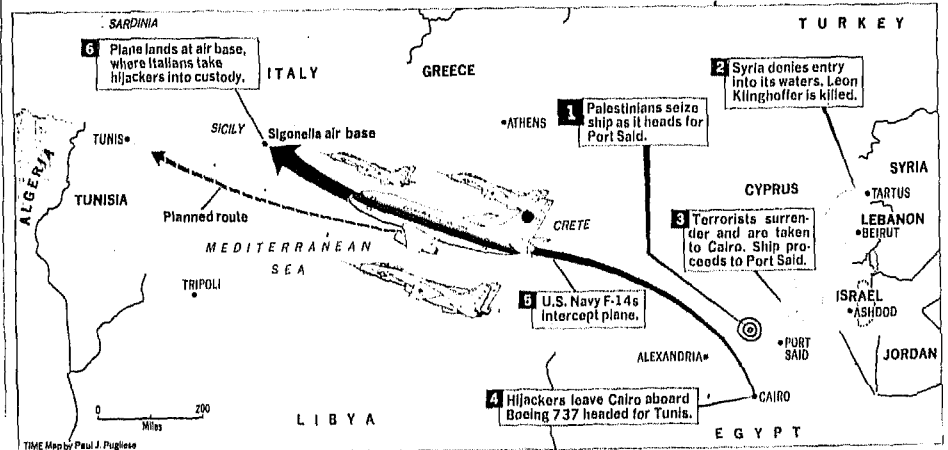 SARDINIA
TURKEY
6 Plane lands at air base,
where Italians take
hijackers into custody.
ITALY
GREECE
2 Syria denies entry
into its waters, Leon
Klinghoffer is killed.
1 Palestinians seize
ship as it heads for
Port Said.
ATHENS
SICILY
Sigonella air base
TUNIS
ALGERIA
TUNISIA
SYRIA
CYPRUS
TARTUS
Planned route
3 Terrorists surren-
der and are taken
to Cairo. Ship pro-
ceeds to Port Said.
LEBANON
BEIRUT
CRETE
MEDITERRANEAN
SEA
TRIPOLI
5 U.S. Navy F-14s
intercept plane.
ISRAEL
ASHDOD
PORT
SAID
JORDAN
ALEXANDRIA
4 Hijackers leave Cairo aboard
Boeing 737 headed for Tunis.
CAIRO
0 200
Miles
LIBYA
EGYPT
TIME Map by Paul J. Pugliese